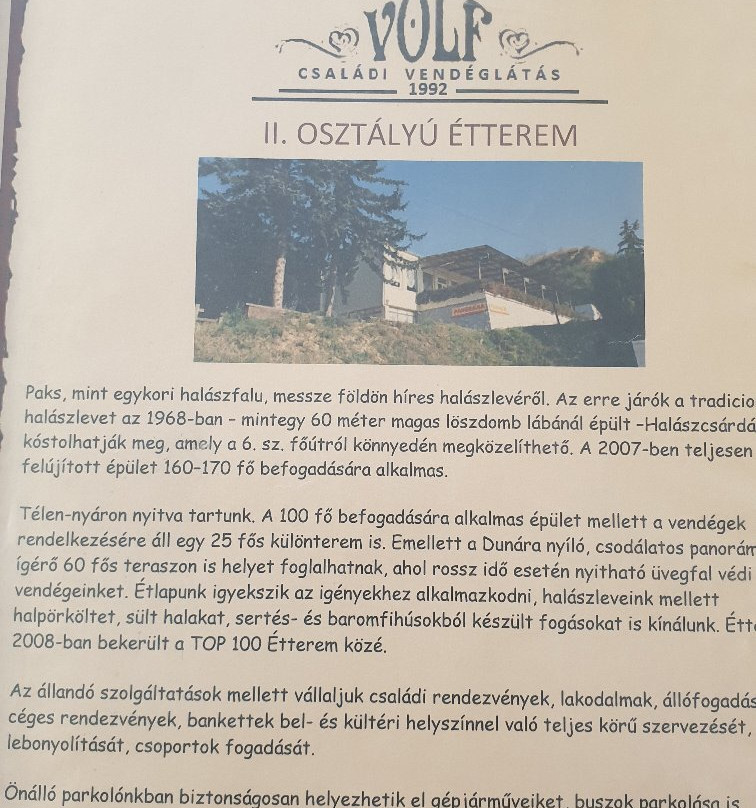 VOLF
CSALÁDI VENDÉGLÁTÁS
1992
II. OSZTÁLYÚ ÉTTEREM
Paks, mint egykori halászfalu, messze földön híres halászlevéről. Az erre járók a tradicio
halászlevet az 1968-ban – mintegy 60 méter magas löszdomb lábánál épült –Halászcsárdá
kóstolhatják meg, amely a 6. sz. főútról könnyedén megközelíthető. A 2007-ben teljesen
felújított épület 160-170 fő befogadására alkalmas.
Télen-nyáron nyitva tartunk. A 100 fő befogadására alkalmas épület mellett a vendégek
rendelkezésére áll egy 25 fős különterem is. Emellett a Dunára nyíló, csodálatos panorám
ígérő 60 fős teraszon is helyet foglalhatnak, ahol rossz idő esetén nyitható üvegfal védi
vendégeinket. Étlapunk igyekszik az igényekhez alkalmazkodni, halászleveink mellett
halpörköltet, sült halakat, sertés- és baromfihúsokból készült fogásokat is kínálunk. Étt
2008-ban bekerült a TOP 100 Étterem közé.
Az állandó szolgáltatások mellett vállaljuk családi rendezvények, lakodalmak, állófogadás
céges rendezvények, bankettek bel- és kültéri helyszínnel való teljes körű szervezését,
lebonyolítását, csoportok fogadását.
Önálló parkolónkban biztonságosan helyezhetik el gépjárműveiket, buszok parkolása is